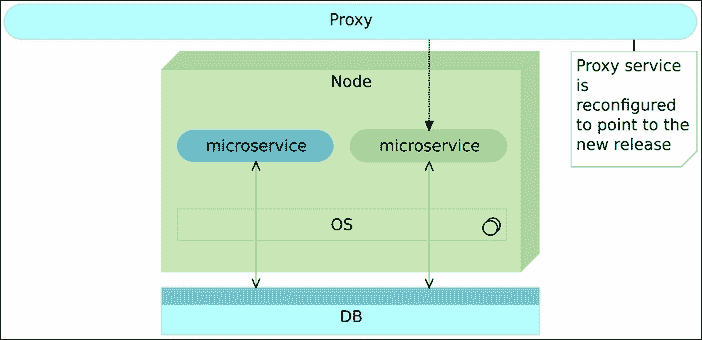 Proxy
Node
Proxy service
is
reconfigured
to point to the
new release
microservice
microservice
OS
DB